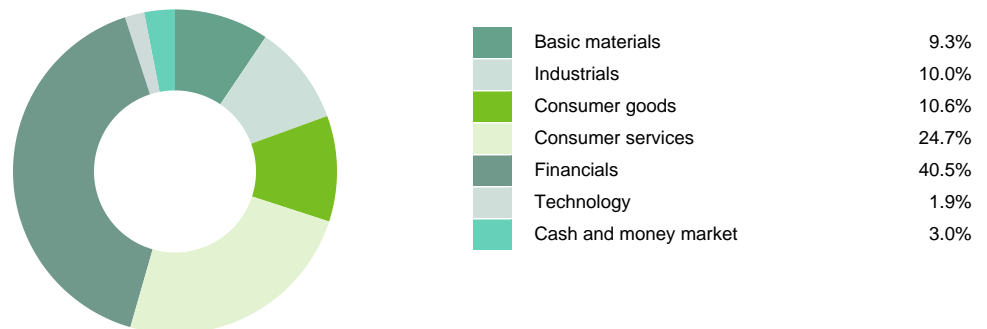 Basic materials 9.3%
Industrials 10.0%
Consumer goods 10.6%
Consumer services 24.7%
Financials 40.5%
Technology 1.9%
Cash and money market 3.0%